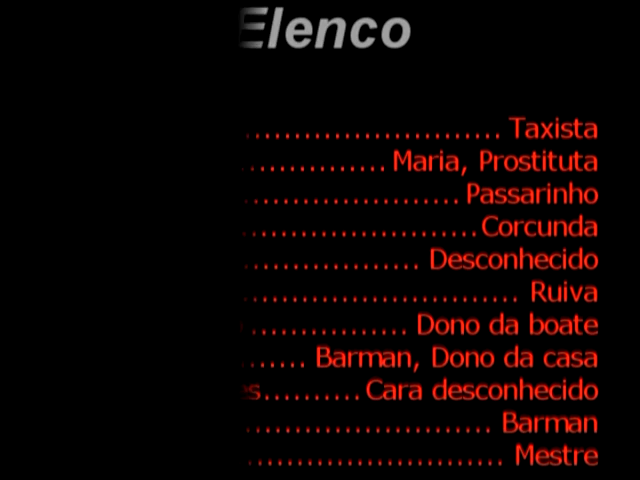 Elenco
.......................... Taxista
............... Maria, Prostituta
...................... Passarinho
........................ Corcunda
.................. Desconhecido
............................ Ruiva
................ Dono da boate
...... Barman, Dono da casa
.......... Cara desconhecido
......................... Barman
.......................... Mestre